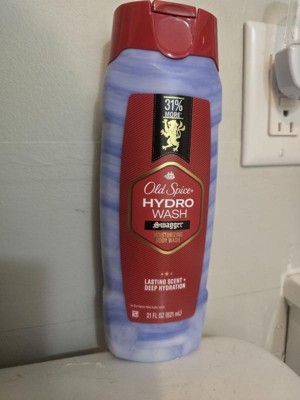 31%
MORE*
Old Spice
HYDRO
WASH
Swagger
MOISTURIZING
BODY WASH
LASTING SCENT +
DEEP HYDRATION
21 FL OZ (621 mL)